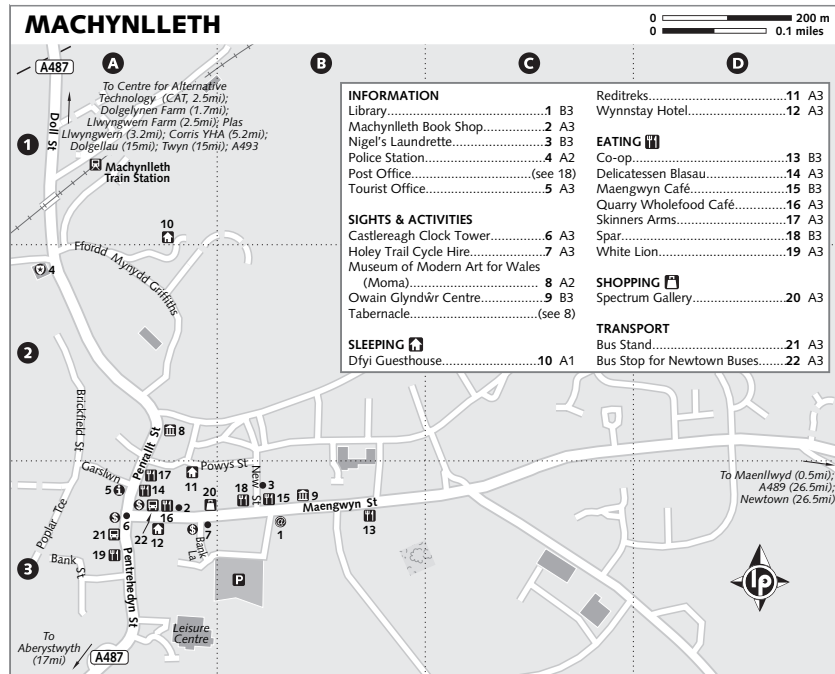 MACHYNLLETH
0 200 m
0 0.1 miles
A B C D
A487
To Centre for Alternative
Technology (CAT, 2.5mi);
Dolgelynen Farm (1.7mi);
Llwyngwern Farm (2.5mi); Plas
Llwyngwern (3.2mi); Corris YHA (5.2mi);
Dolgellau (15mi); Twyn (15mi); A493
Doll St
1
Machynlleth
Train Station
10
Ffordd Mynydd Griffiths
4
INFORMATION
Library 1 B3
Machynlleth Book Shop 2 A3
Nigel's Laundrette 3 B3
Police Station 4 A2
Post Office (see 18)
Tourist Office 5 A3
SIGHTS & ACTIVITIES
Castlereagh Clock Tower 6 A3
Holey Trail Cycle Hire 7 A3
Museum of Modern Art for Wales
(Moma) 8 A2
Owain Glyndŵr Centre 9 B3
Tabernacle (see 8)
SLEEPING
Dfyi Guesthouse 10 A1
Reditreks 11 A3
Wynnstay Hotel 12 A3
EATING
Co-op 13 B3
Delicatessen Blasau 14 A3
Maengwyn Café 15 B3
Quarry Wholefood Café 16 A3
Skinners Arms 17 A3
Spar 18 B3
White Lion 19 A3
SHOPPING
Spectrum Gallery 20 A3
TRANSPORT
Bus Stand 21 A3
Bus Stop for Newtown Buses 22 A3
2
Brickfield St
Penrallt St
8
Garslwn
Powys St
New St
17
11
5 14
18 3
15 9
20
2
16
Maengwyn St
6
22 12
7
1
13
21
19
Poplar Tce
Bank St
Bank La
Pentrehedyn St
P
3
To Maenllwyd (0.5mi);
A489 (26.5mi);
Newtown (26.5mi)
Leisure
Centre
To
Aberystwyth
(17mi)
A487
lp